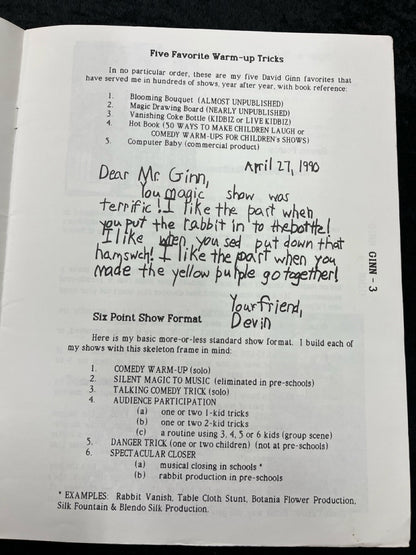 Five Favorite Warm-up Tricks
In no particular order, these are my five David Ginn favorites that
have served me in hundreds of shows, year after year, with book reference:
1. Blooming Bouquet (ALMOST UNPUBLISHED)
2. Magic Drawing Board (NEARLY UNPUBLISHED)
3. Vanishing Coke Bottle (KIDBIZ or LIVE KIDBIZ)
4. Hot Book (50 WAYS TO MAKE CHILDREN LAUGH or
COMEDY WARM-UPS FOR CHILDREN's SHOWS)
5. Computer Baby (commercial product)
April 27, 1990
Dear Mr. Ginn,
You magic show was
terrific! I like the part when
you put the rabbit in to the bottle!
I like when you sed put down that
hamswch! I like the part when you
made the yellow purple go together!
Your friend,
Devin
GINN - 3
Six Point Show Format
Here is my basic more-or-less standard show format. I build each of
my shows with this skeleton frame in mind:
1. COMEDY WARM-UP (solo)
2. SILENT MAGIC TO MUSIC (eliminated in pre-schools)
3. TALKING COMEDY TRICK (solo)
4. AUDIENCE PARTICIPATION
(a) one or two 1-kid tricks
(b) one or two 2-kid tricks
(c) a routine using 3, 4, 5 or 6 kids (group scene)
5. DANGER TRICK (one or two children) (not at pre-schools)
6. SPECTACULAR CLOSER
(a) musical closing in schools *
(b) rabbit production in pre-schools
* EXAMPLES: Rabbit Vanish, Table Cloth Stunt, Botania Flower Production,
Silk Fountain & Blendo Silk Production.